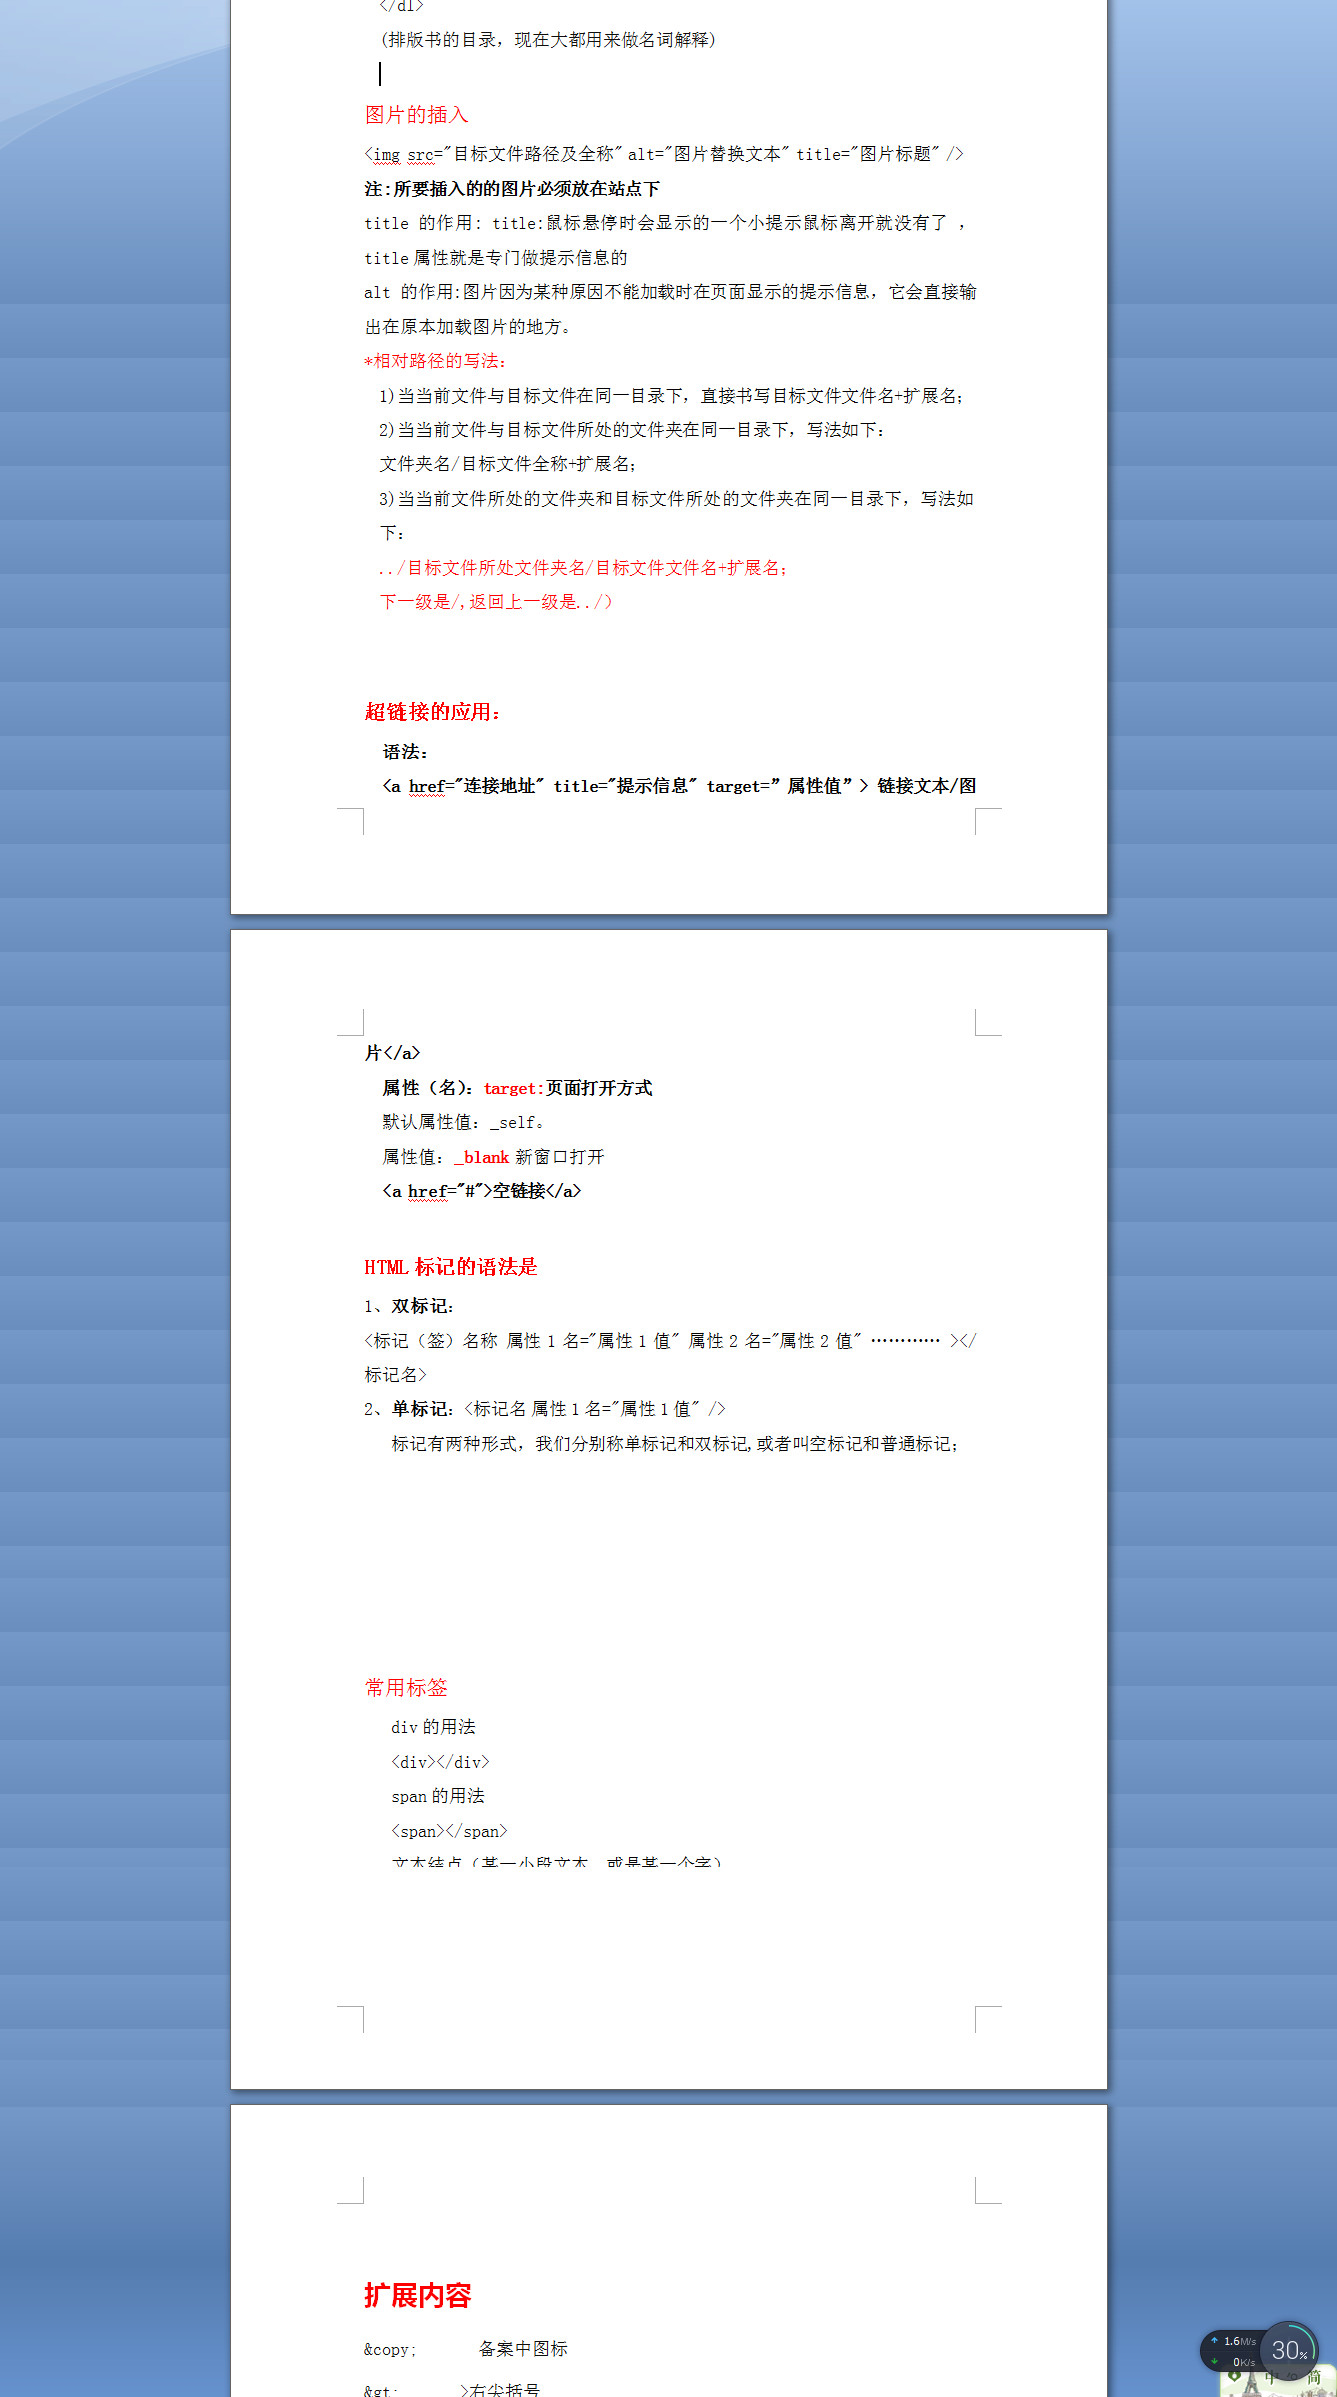 </dl>
(排版书的目录，现在大都用来做名词解释)
图片的插入
<img src="目标文件路径及全称" alt="图片替换文本" title="图片标题" />
注:所要插入的的图片必须放在站点下
title 的作用: title:鼠标悬停时会显示的一个小提示鼠标离开就没有了 ，
title 属性就是专门做提示信息的
alt 的作用:图片因为某种原因不能加载时在页面显示的提示信息，它会直接输
出在原本加载图片的地方。
*相对路径的写法:
1)当当前文件与目标文件在同一目录下，直接书写目标文件文件名+扩展名;
2)当当前文件与目标文件所处的文件夹在同一目录下，写法如下:
文件夹名/目标文件全称+扩展名;
3)当当前文件所处的文件夹和目标文件所处的文件夹在同一目录下，写法如
下:
../目标文件所处文件夹名/目标文件文件名+扩展名;
下一级是/,返回上一级是../）
超链接的应用：
语法：
<a href="连接地址" title="提示信息" target=”属性值”> 链接文本/图
片</a>
属性（名）：target:页面打开方式
默认属性值：_self。
属性值：_blank 新窗口打开
<a href="#">空链接</a>
HTML 标记的语法是
1、双标记：
<标记（签）名称 属性 1 名="属性 1 值" 属性 2 名="属性 2 值" ………… ></
标记名>
2、单标记：<标记名 属性 1 名="属性 1 值" />
标记有两种形式，我们分别称单标记和双标记,或者叫空标记和普通标记；
常用标签
div 的用法
<div></div>
span 的用法
<span></span>
文本结点（某一小段文本，或是某一个字）
扩展内容
&copy; 备案中图标
&gt; >右尖括号
1.6M/s
30%
0K/s
中 简